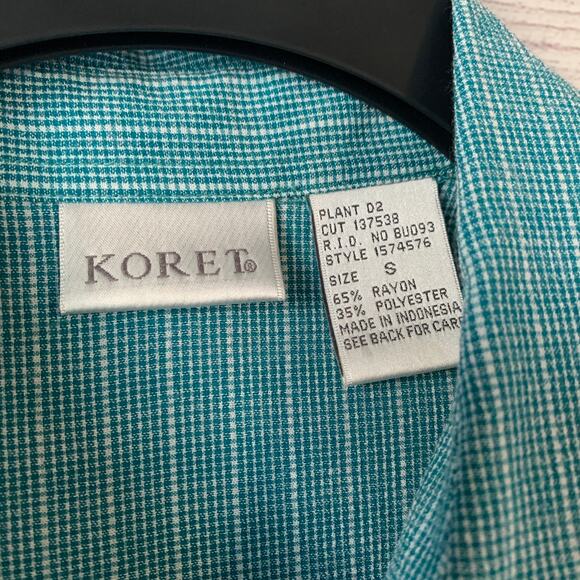 KORET®
PLANT D2
CUT 137538
R.I.D. NO BU093
STYLE 1574576
SIZE S
65% RAYON
35% POLYESTER
MADE IN INDONESIA
SEE BACK FOR CAR